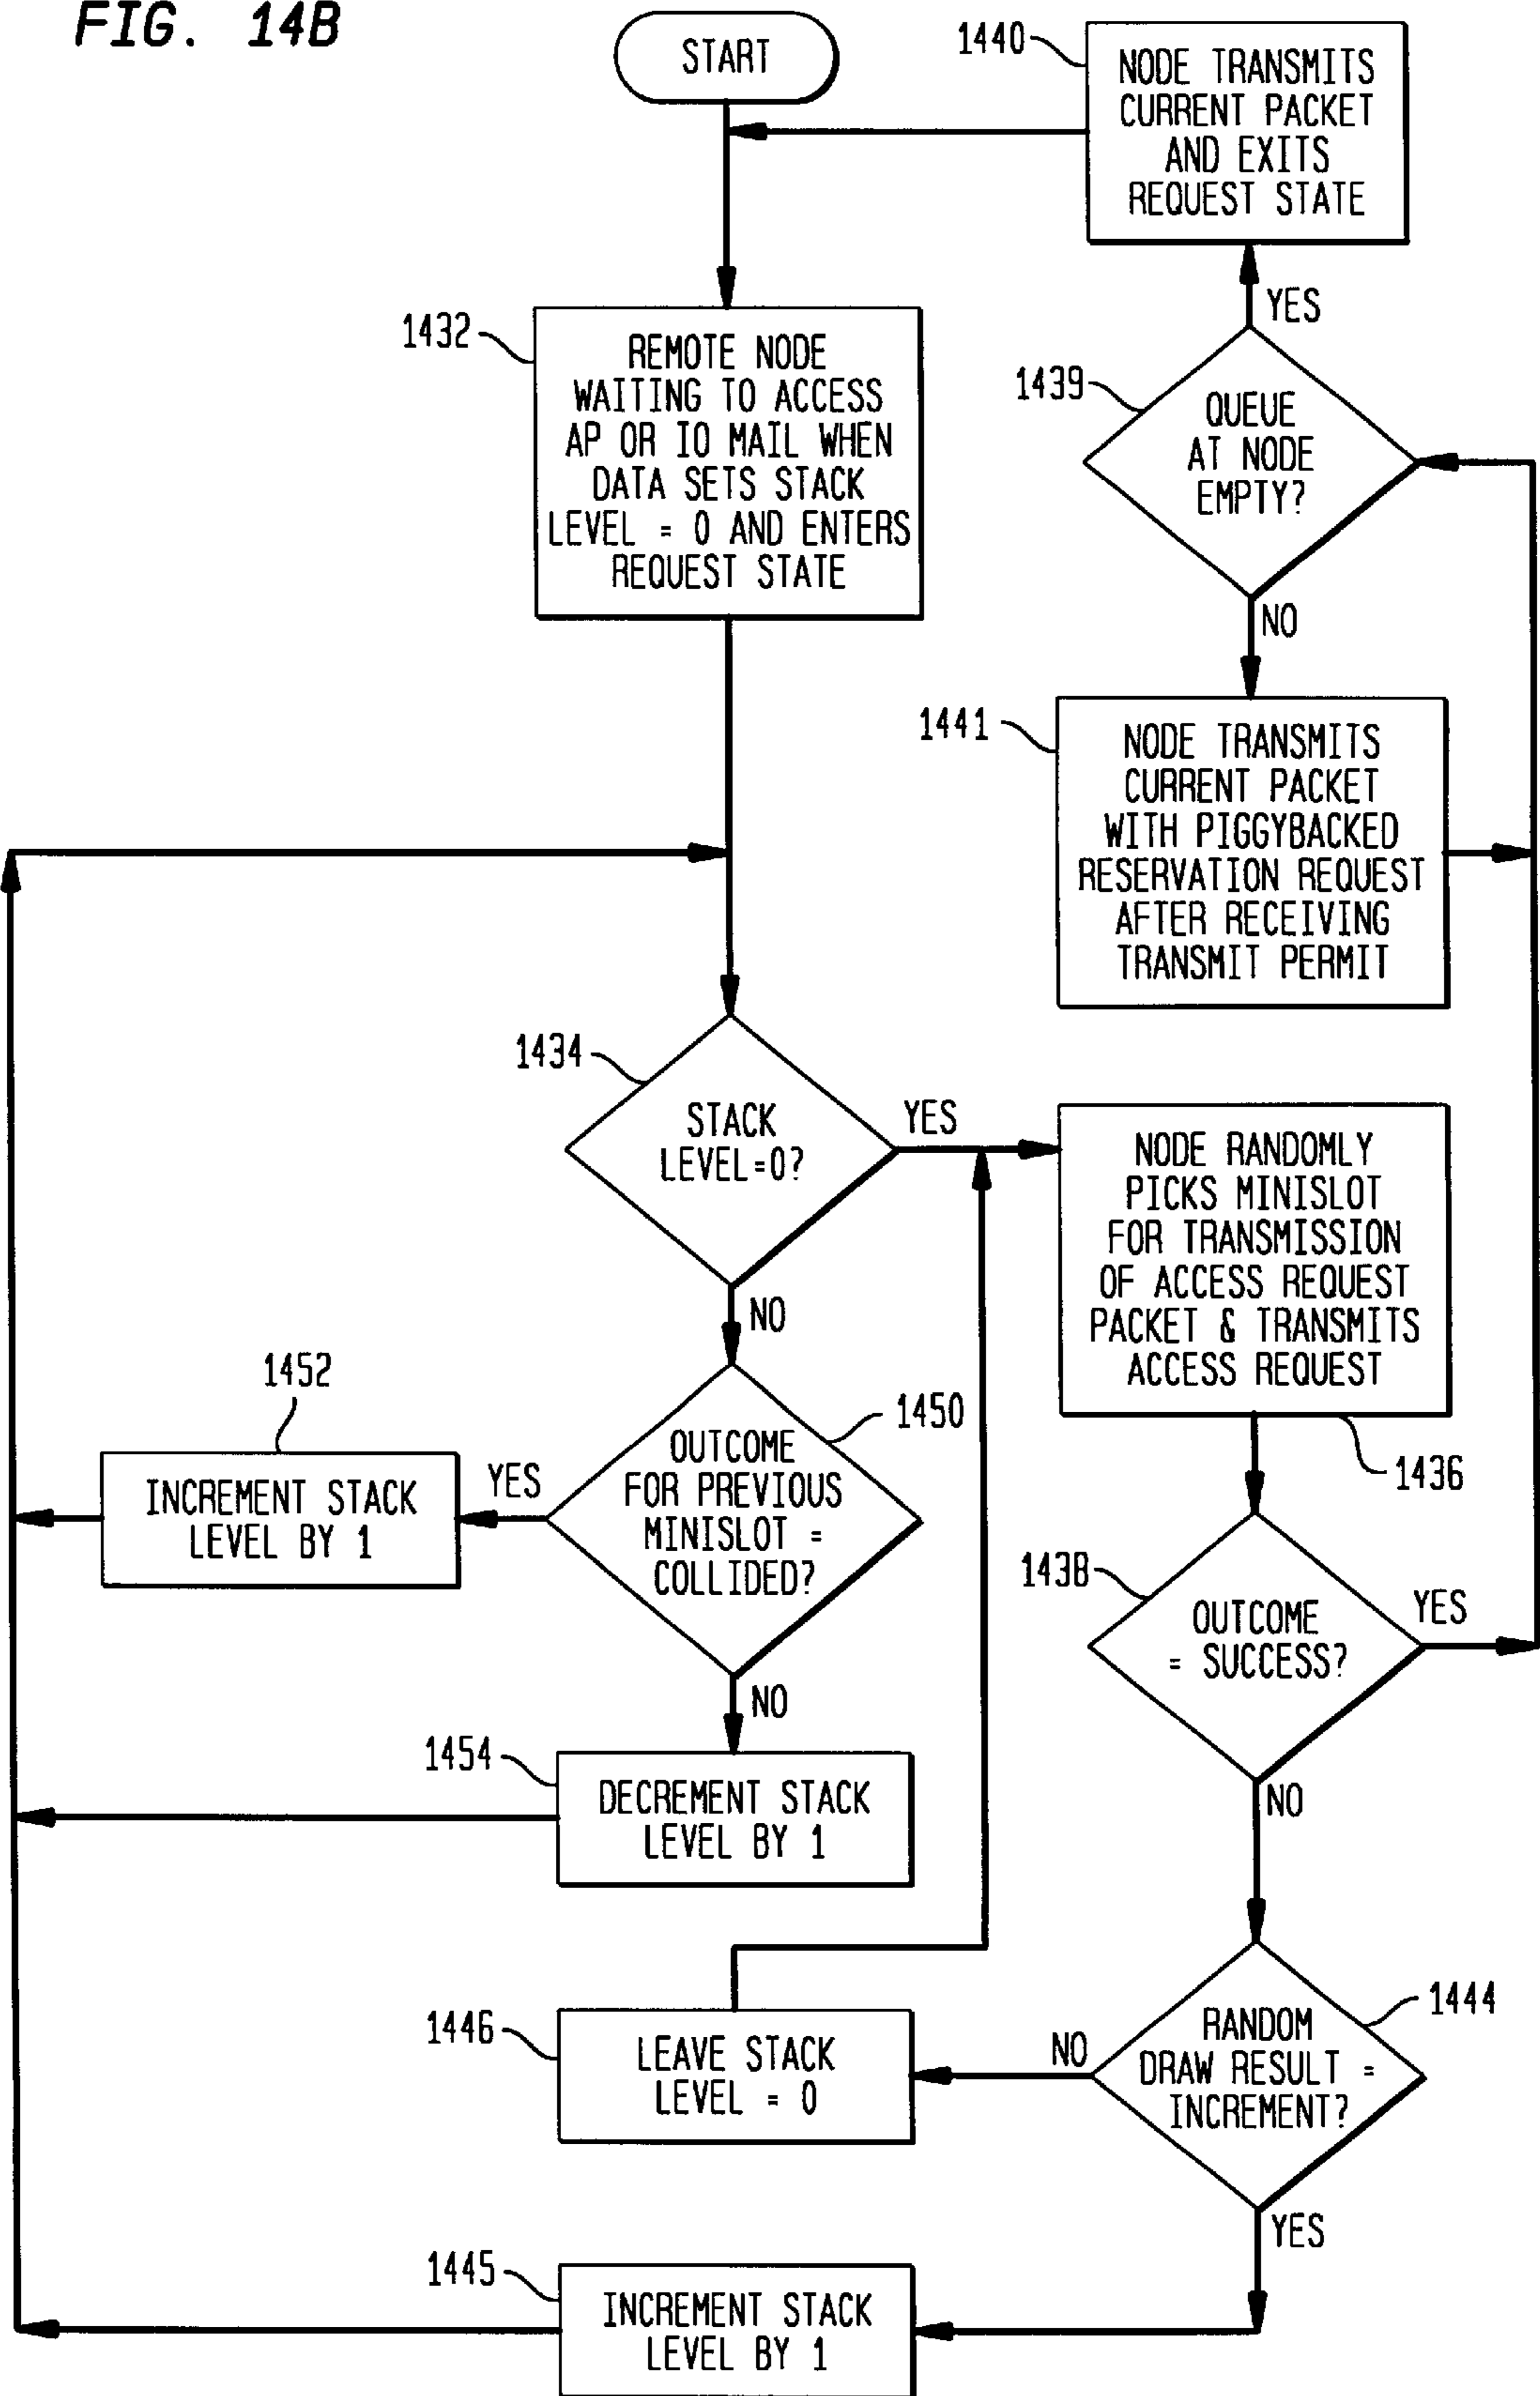 FIG. 14B
START
1440
NODE TRANSMITS
CURRENT PACKET
AND EXITS
REQUEST STATE
YES
1432
REMOTE NODE
WAITING TO ACCESS
AP OR IO MAIL WHEN
DATA SETS STACK
LEVEL = 0 AND ENTERS
REQUEST STATE
1439
QUEUE
AT NODE
EMPTY?
NO
1441
NODE TRANSMITS
CURRENT PACKET
WITH PIGGYBACKED
RESERVATION REQUEST
AFTER RECEIVING
TRANSMIT PERMIT
1434
STACK
LEVEL=0?
YES
NO
NODE RANDOMLY
PICKS MINISLOT
FOR TRANSMISSION
OF ACCESS REQUEST
PACKET & TRANSMITS
ACCESS REQUEST
1436
1452
INCREMENT STACK
LEVEL BY 1
YES
1450
OUTCOME
FOR PREVIOUS
MINISLOT =
COLLIDED?
NO
1438
OUTCOME
= SUCCESS?
YES
NO
1454
DECREMENT STACK
LEVEL BY 1
1446
LEAVE STACK
LEVEL = 0
NO
1444
RANDOM
DRAW RESULT =
INCREMENT?
YES
1445
INCREMENT STACK
LEVEL BY 1